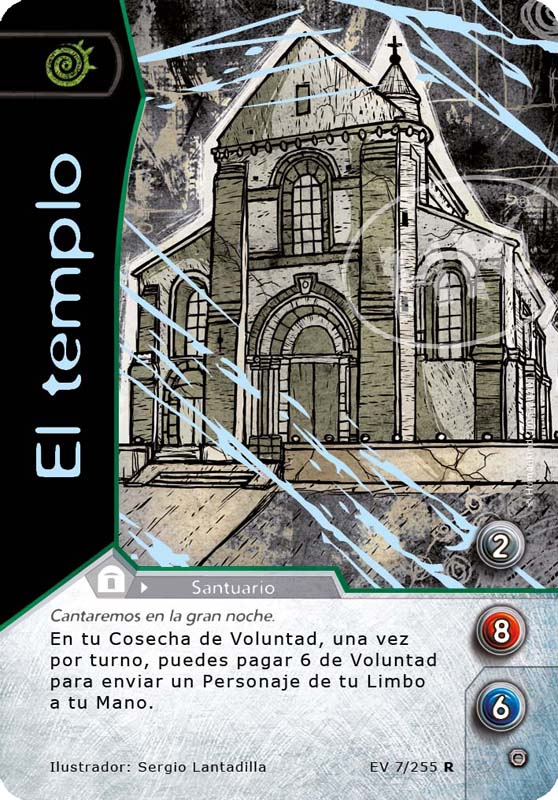 El templo
2
Santuario
Cantaremos en la gran noche.
En tu Cosecha de Voluntad, una vez
por turno, puedes pagar 6 de Voluntad
para enviar un Personaje de tu Limbo
a tu Mano.
8
6
Ilustrador: Sergio Lantadilla
EV 7/255 R